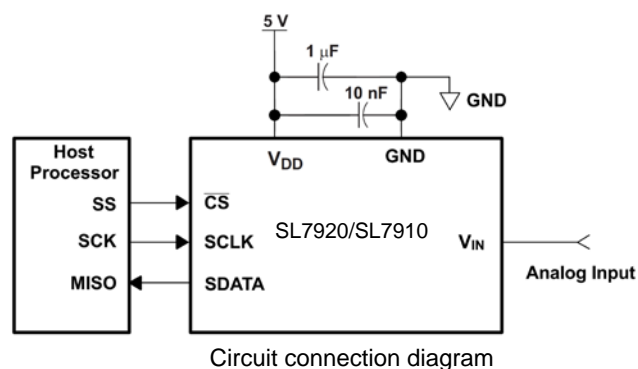 5 V
1 μF
10 nF
GND
V_DD
GND
Host
Processor
SS
CS
SCK
SCLK
SL7920/SL7910
V_IN
MISO
SDATA
Analog Input
Circuit connection diagram